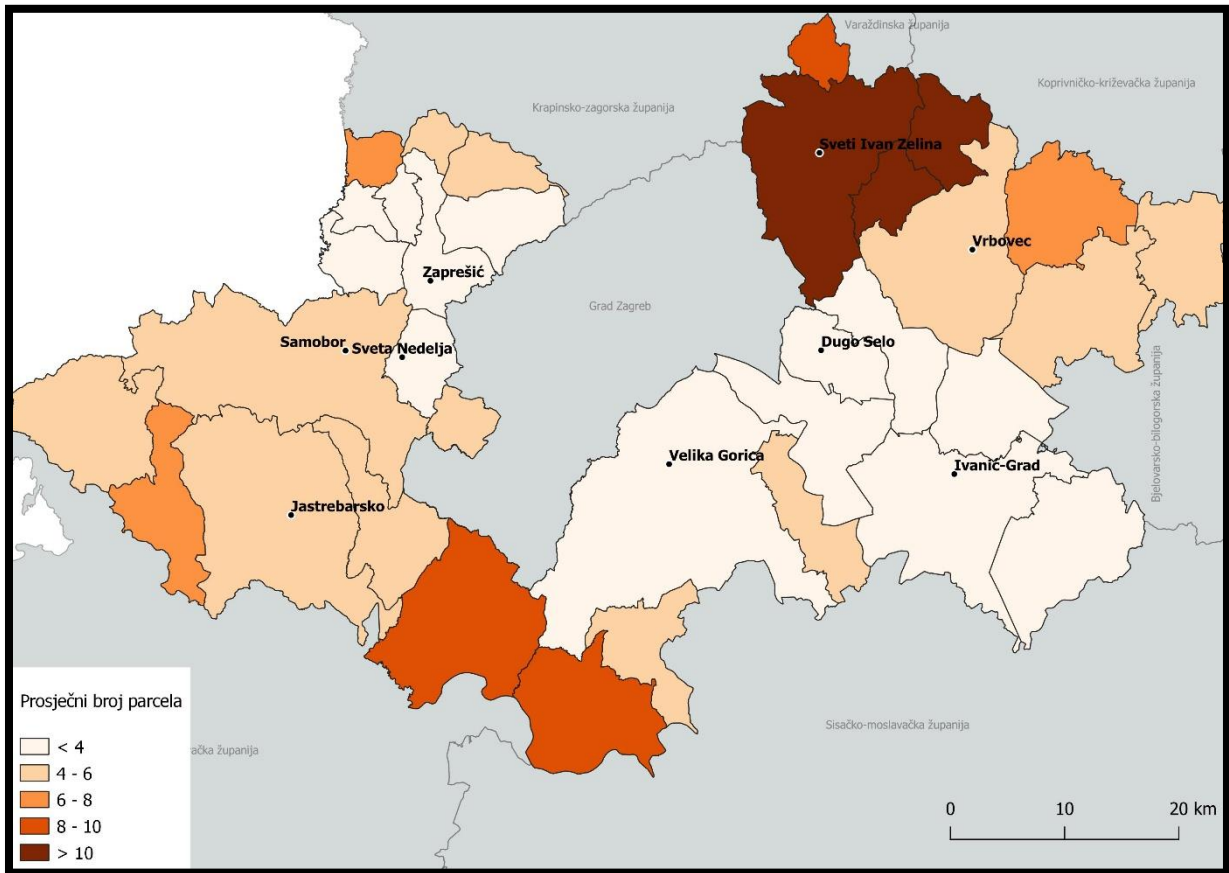 Varaždinska županija
Koprivničko-križevačka županija
Krapinsko-zagorska županija
Sveti Ivan Zelina
Vrbovec
Zaprešić
Grad Zagreb
Samobor
Sveta Nedelja
Dugo Selo
Bjelovarsko-bilogorska županija
Velika Gorica
Ivanić-Grad
Jastrebarsko
Sisačko-moslavačka županija
Prosječni broj parcela
< 4
4 - 6
6 - 8
8 - 10
> 10
županija
0 10 20 km